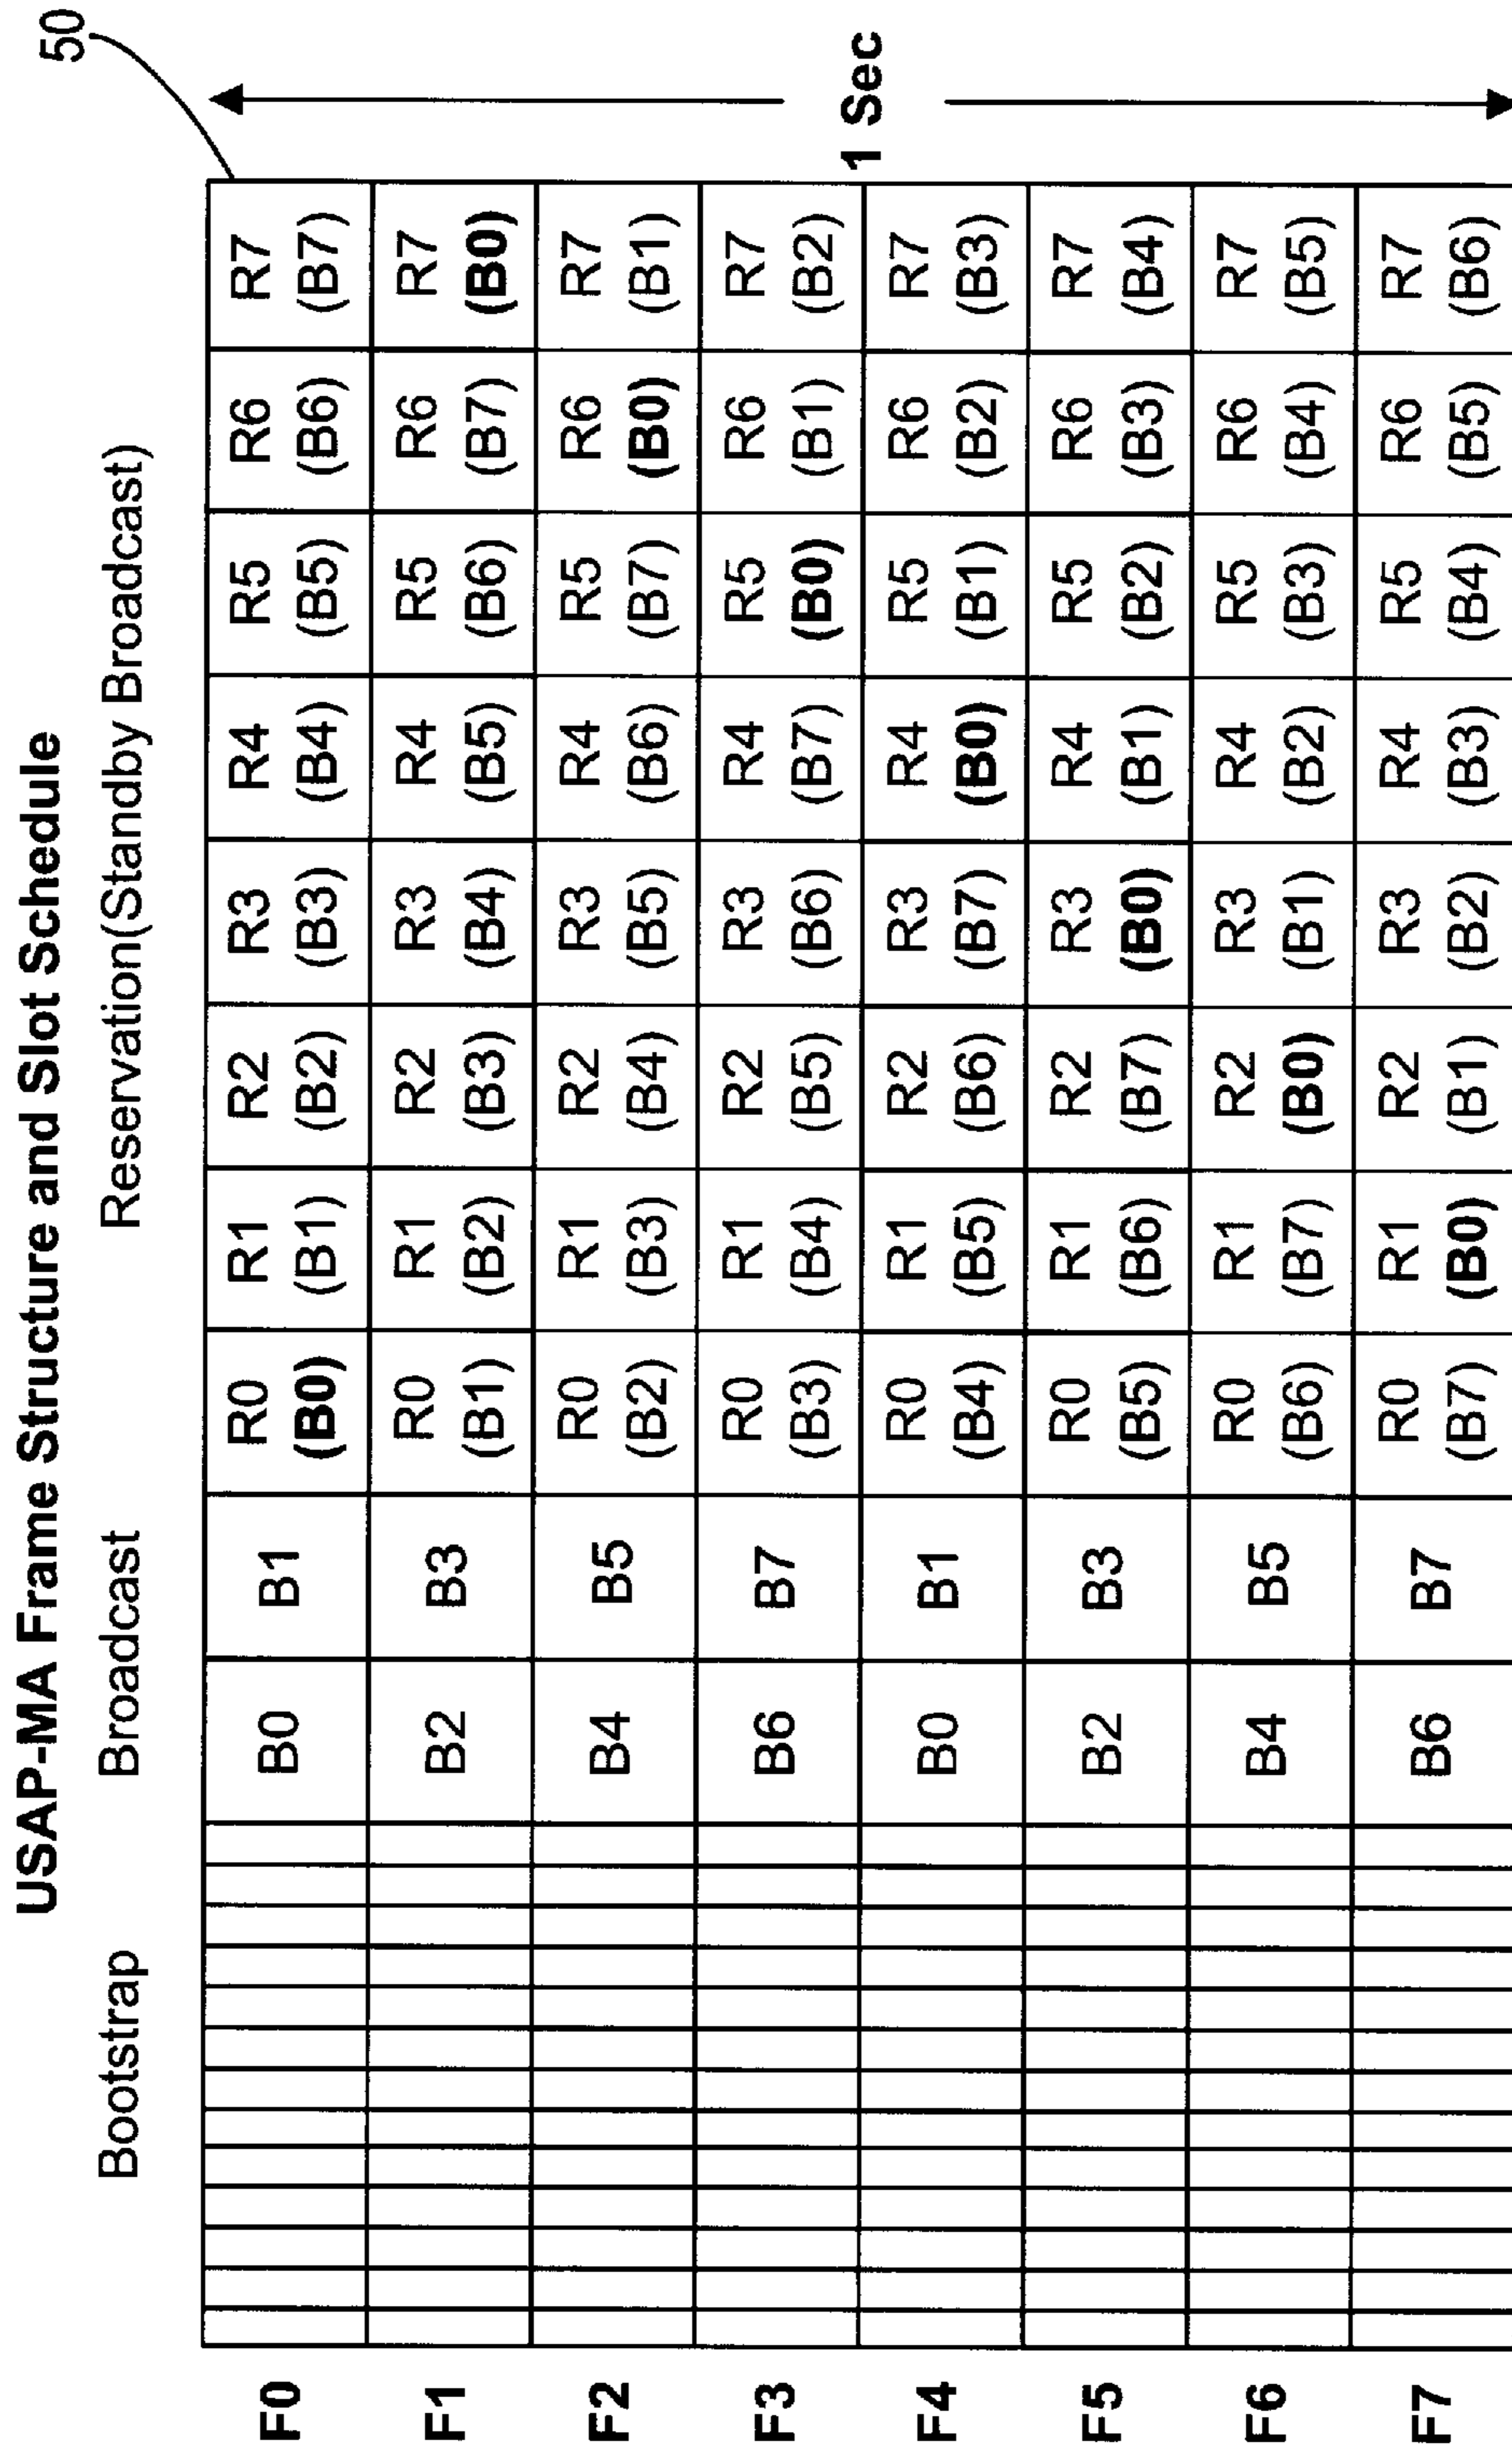 USAP-MA Frame Structure and Slot Schedule
50
Bootstrap Broadcast Reservation(Standby Broadcast)
F0 B0 B1 R0 R1 R2 R3 R4 R5 R6 R7
(B0) (B1) (B2) (B3) (B4) (B5) (B6) (B7)
F1 B2 B3 R0 R1 R2 R3 R4 R5 R6 R7
(B1) (B2) (B3) (B4) (B5) (B6) (B7) (B0)
F2 B4 B5 R0 R1 R2 R3 R4 R5 R6 R7
(B2) (B3) (B4) (B5) (B6) (B7) (B0) (B1)
F3 B6 B7 R0 R1 R2 R3 R4 R5 R6 R7
(B3) (B4) (B5) (B6) (B7) (B0) (B1) (B2)
1 Sec
F4 B0 B1 R0 R1 R2 R3 R4 R5 R6 R7
(B4) (B5) (B6) (B7) (B0) (B1) (B2) (B3)
F5 B2 B3 R0 R1 R2 R3 R4 R5 R6 R7
(B5) (B6) (B7) (B0) (B1) (B2) (B3) (B4)
F6 B4 B5 R0 R1 R2 R3 R4 R5 R6 R7
(B6) (B7) (B0) (B1) (B2) (B3) (B4) (B5)
F7 B6 B7 R0 R1 R2 R3 R4 R5 R6 R7
(B7) (B0) (B1) (B2) (B3) (B4) (B5) (B6)